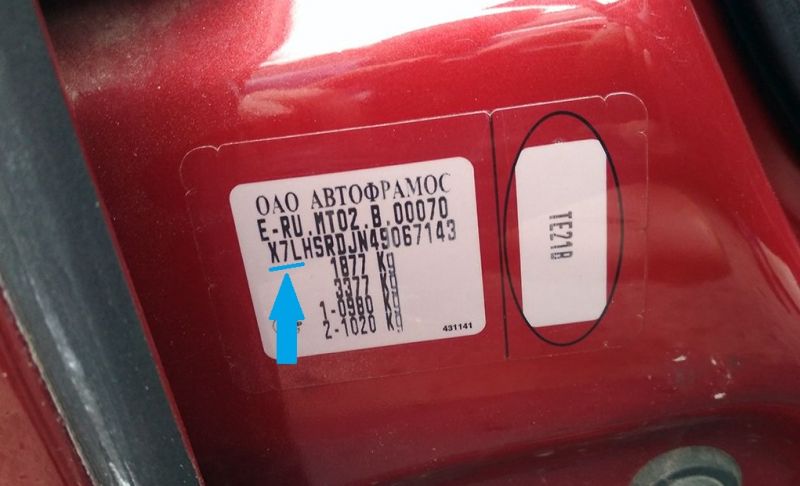 ОАО АВТОФРАМОС
E-RU.MT02.B.00070
X7LHSRDJN49067143
1877 Kg
3377 Kg
1-0980 Kg
2-1020 Kg
431141
TE21B